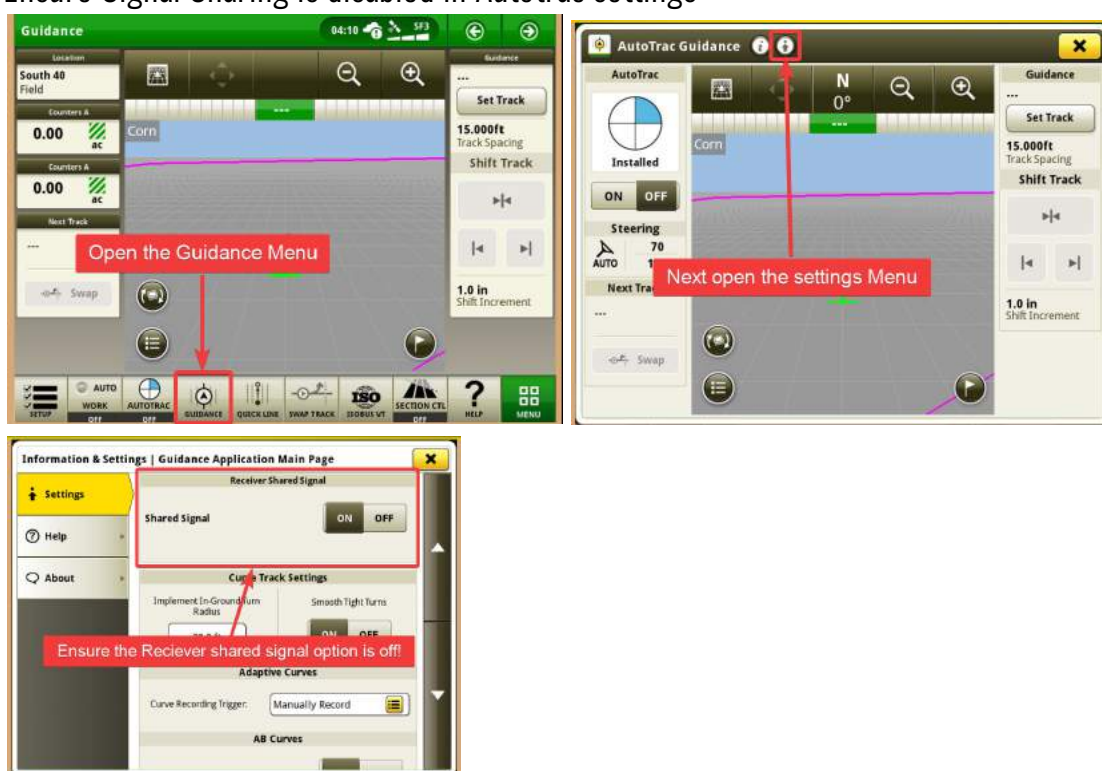 Ensure Signal Sharing is disabled in Autotrac settings
Guidance
04:10
SF3
Location
South 40
Field
Counters A
0.00
ac
Counters A
0.00
ac
Next Track
---
Swap
Corn
---
Guidance
---
Set Track
15.000ft
Track Spacing
Shift Track
1.0 in
Shift Increment
Open the Guidance Menu
SETUP
AUTO
WORK
OFF
AUTOTRAC
OFF
GUIDANCE
QUICK LINE
SWAP TRACK
ISO
ISOBUS VT
SECTION CTL
OFF
?
HELP
MENU
AutoTrac Guidance
AutoTrac
Installed
ON OFF
Steering
AUTO
70
Next Tra
---
Swap
N
0°
---
Corn
Guidance
---
Set Track
15.000ft
Track Spacing
Shift Track
1.0 in
Shift Increment
Next open the settings Menu
Information & Settings | Guidance Application Main Page
Settings
Help
About
Receiver Shared Signal
Shared Signal
ON OFF
Track Settings
Implement In-Ground Turn
Radius
Smooth Tight Turns
ON OFF
Ensure the Reciever shared signal option is off!
Adaptive Curves
Curve Recording Trigger:
Manually Record
AB Curves